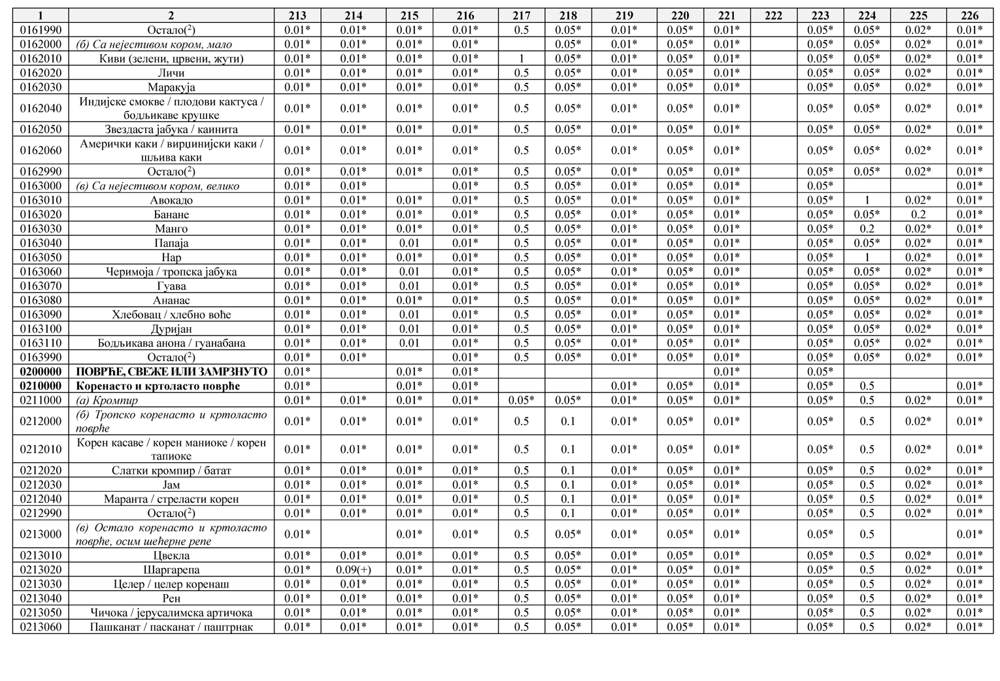 1 2 213 214 215 216 217 218 219 220 221 222 223 224 225 226
0161990 Остало(²) 0.01* 0.01* 0.01* 0.01* 0.5 0.05* 0.01* 0.05* 0.01* 0.05* 0.05* 0.02* 0.01*
0162000 (б) Са нејестивом кором, мало 0.01* 0.01* 0.01* 0.01* 0.05* 0.01* 0.05* 0.01* 0.05* 0.05* 0.02* 0.01*
0162010 Киви (зелени, црвени, жути) 0.01* 0.01* 0.01* 0.01* 1 0.05* 0.01* 0.05* 0.01* 0.05* 0.05* 0.02* 0.01*
0162020 Личи 0.01* 0.01* 0.01* 0.01* 0.5 0.05* 0.01* 0.05* 0.01* 0.05* 0.05* 0.02* 0.01*
0162030 Маракуја 0.01* 0.01* 0.01* 0.01* 0.5 0.05* 0.01* 0.05* 0.01* 0.05* 0.05* 0.02* 0.01*
0162040 Индијске смокве / плодови кактуса /
бодљикаве крушке 0.01* 0.01* 0.01* 0.01* 0.5 0.05* 0.01* 0.05* 0.01* 0.05* 0.05* 0.02* 0.01*
0162050 Звездаста јабука / каинита 0.01* 0.01* 0.01* 0.01* 0.5 0.05* 0.01* 0.05* 0.01* 0.05* 0.05* 0.02* 0.01*
0162060 Амерички каки / вирџинијски каки /
шљива каки 0.01* 0.01* 0.01* 0.01* 0.5 0.05* 0.01* 0.05* 0.01* 0.05* 0.05* 0.02* 0.01*
0162990 Остало(²) 0.01* 0.01* 0.01* 0.01* 0.5 0.05* 0.01* 0.05* 0.01* 0.05* 0.05* 0.02* 0.01*
0163000 (в) Са нејестивом кором, велико 0.01* 0.01* 0.01* 0.5 0.05* 0.01* 0.05* 0.01* 0.05* 0.01*
0163010 Авокадо 0.01* 0.01* 0.01* 0.01* 0.5 0.05* 0.01* 0.05* 0.01* 0.05* 1 0.02* 0.01*
0163020 Банане 0.01* 0.01* 0.01* 0.01* 0.5 0.05* 0.01* 0.05* 0.01* 0.05* 0.05* 0.2 0.01*
0163030 Манго 0.01* 0.01* 0.01* 0.01* 0.5 0.05* 0.01* 0.05* 0.01* 0.05* 0.2 0.02* 0.01*
0163040 Папаја 0.01* 0.01* 0.01 0.01* 0.5 0.05* 0.01* 0.05* 0.01* 0.05* 0.05* 0.02* 0.01*
0163050 Нар 0.01* 0.01* 0.01* 0.01* 0.5 0.05* 0.01* 0.05* 0.01* 0.05* 1 0.02* 0.01*
0163060 Черимоја / тропска јабука 0.01* 0.01* 0.01 0.01* 0.5 0.05* 0.01* 0.05* 0.01* 0.05* 0.05* 0.02* 0.01*
0163070 Гуава 0.01* 0.01* 0.01 0.01* 0.5 0.05* 0.01* 0.05* 0.01* 0.05* 0.05* 0.02* 0.01*
0163080 Ананас 0.01* 0.01* 0.01* 0.01* 0.5 0.05* 0.01* 0.05* 0.01* 0.05* 0.05* 0.02* 0.01*
0163090 Хлебовац / хлебно воће 0.01* 0.01* 0.01 0.01* 0.5 0.05* 0.01* 0.05* 0.01* 0.05* 0.05* 0.02* 0.01*
0163100 Дуријан 0.01* 0.01* 0.01 0.01* 0.5 0.05* 0.01* 0.05* 0.01* 0.05* 0.05* 0.02* 0.01*
0163110 Бодљикава анона / гуанабана 0.01* 0.01* 0.01 0.01* 0.5 0.05* 0.01* 0.05* 0.01* 0.05* 0.05* 0.02* 0.01*
0163990 Остало(²) 0.01* 0.01* 0.01* 0.5 0.05* 0.01* 0.05* 0.01* 0.05* 0.05* 0.02* 0.01*
0200000 ПОВРЋЕ, СВЕЖЕ ИЛИ ЗАМРЗНУТО 0.01* 0.01* 0.01* 0.01* 0.05*
0210000 Коренасто и кртоласто поврће 0.01* 0.01* 0.01* 0.01* 0.05* 0.01* 0.05* 0.5 0.01*
0211000 (а) Кромпир 0.01* 0.01* 0.01* 0.01* 0.05* 0.05* 0.01* 0.05* 0.01* 0.05* 0.5 0.02* 0.01*
0212000 (б) Тропско коренасто и кртоласто
поврће 0.01* 0.01* 0.01* 0.01* 0.5 0.1 0.01* 0.05* 0.01* 0.05* 0.5 0.02* 0.01*
0212010 Корен касаве / корен маниоке / корен
тапиоке 0.01* 0.01* 0.01* 0.01* 0.5 0.1 0.01* 0.05* 0.01* 0.05* 0.5 0.02* 0.01*
0212020 Слатки кромпир / батат 0.01* 0.01* 0.01* 0.01* 0.5 0.1 0.01* 0.05* 0.01* 0.05* 0.5 0.02* 0.01*
0212030 Јам 0.01* 0.01* 0.01* 0.01* 0.5 0.1 0.01* 0.05* 0.01* 0.05* 0.5 0.02* 0.01*
0212040 Маранта / стреласти корен 0.01* 0.01* 0.01* 0.01* 0.5 0.1 0.01* 0.05* 0.01* 0.05* 0.5 0.02* 0.01*
0212990 Остало(²) 0.01* 0.01* 0.01* 0.01* 0.5 0.1 0.01* 0.05* 0.01* 0.05* 0.5 0.02* 0.01*
0213000 (в) Остало коренасто и кртоласто
поврће, осим шећерне репе 0.01* 0.01* 0.01* 0.5 0.05* 0.01* 0.05* 0.01* 0.05* 0.5 0.01*
0213010 Цвекла 0.01* 0.01* 0.01* 0.01* 0.5 0.05* 0.01* 0.05* 0.01* 0.05* 0.5 0.02* 0.01*
0213020 Шаргарепа 0.01* 0.09(+) 0.01* 0.01* 0.5 0.05* 0.01* 0.05* 0.01* 0.05* 0.5 0.02* 0.01*
0213030 Целер / целер коренаш 0.01* 0.01* 0.01* 0.01* 0.5 0.05* 0.01* 0.05* 0.01* 0.05* 0.5 0.02* 0.01*
0213040 Рен 0.01* 0.01* 0.01* 0.01* 0.5 0.05* 0.01* 0.05* 0.01* 0.05* 0.5 0.02* 0.01*
0213050 Чичока / јерусалимска артичока 0.01* 0.01* 0.01* 0.01* 0.5 0.05* 0.01* 0.05* 0.01* 0.05* 0.5 0.02* 0.01*
0213060 Пашканат / пасканат / паштрнак 0.01* 0.01* 0.01* 0.01* 0.5 0.05* 0.01* 0.05* 0.01* 0.05* 0.5 0.02* 0.01*